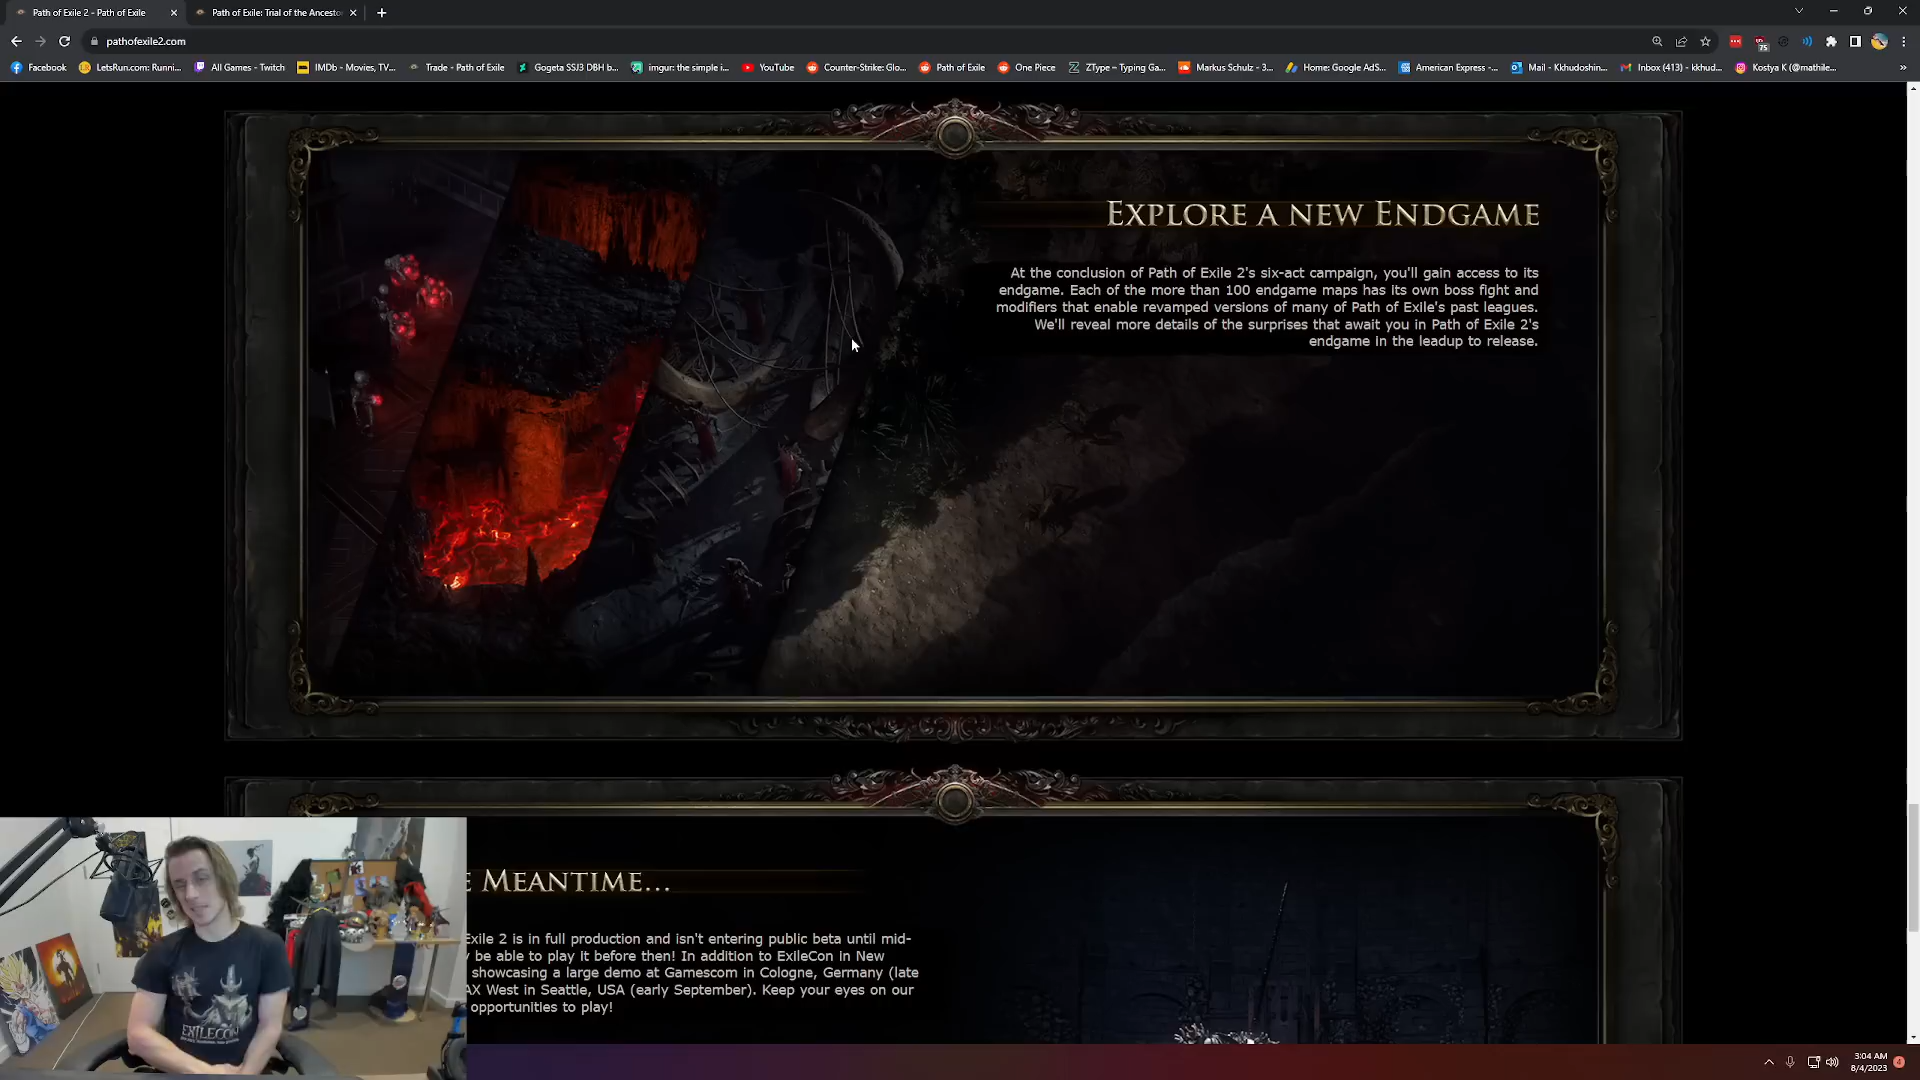 Path of Exile 2 - Path of Exile
Path of Exile: Trial of the Ancesto
pathofexile2.com
75
Facebook
LetsRun.com: Runni...
All Games - Twitch
IMDb - Movies, TV...
Trade - Path of Exile
Gogeta SSJ3 DBH b...
imgur: the simple i...
YouTube
Counter-Strike: Glo...
Path of Exile
One Piece
ZType – Typing Ga...
Markus Schulz - 3...
Home: Google AdS...
American Express -...
Mail - Kkhudoshin...
Inbox (413) - kkhud...
Kostya K (@mathile...
»
EXPLORE A NEW ENDGAME
At the conclusion of Path of Exile 2's six-act campaign, you'll gain access to its
endgame. Each of the more than 100 endgame maps has its own boss fight and
modifiers that enable revamped versions of many of Path of Exile's past leagues.
We'll reveal more details of the surprises that await you in Path of Exile 2's
endgame in the leadup to release.
E MEANTIME...
Exile 2 is in full production and isn't entering public beta until mid-
be able to play it before then! In addition to ExileCon in New
showcasing a large demo at Gamescom in Cologne, Germany (late
AX West in Seattle, USA (early September). Keep your eyes on our
opportunities to play!
EXILECON
3:04 AM
8/4/2023
4